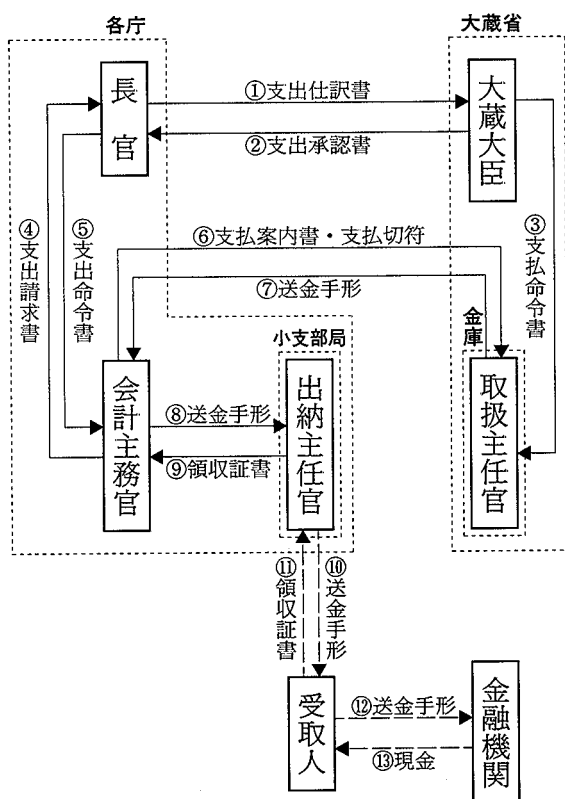 各庁
大蔵省
長官
①支出仕訳書
②支出承認書
大蔵大臣
③支払命令書
④支出請求書
⑤支出命令書
⑥支払案内書・支払切符
⑦送金手形
金庫
小支部局
会計主務官
⑧送金手形
⑨領収証書
出納主任官
取扱主任官
⑪領収証書
⑩送金手形
受取人
⑫送金手形
⑬現金
金融機関